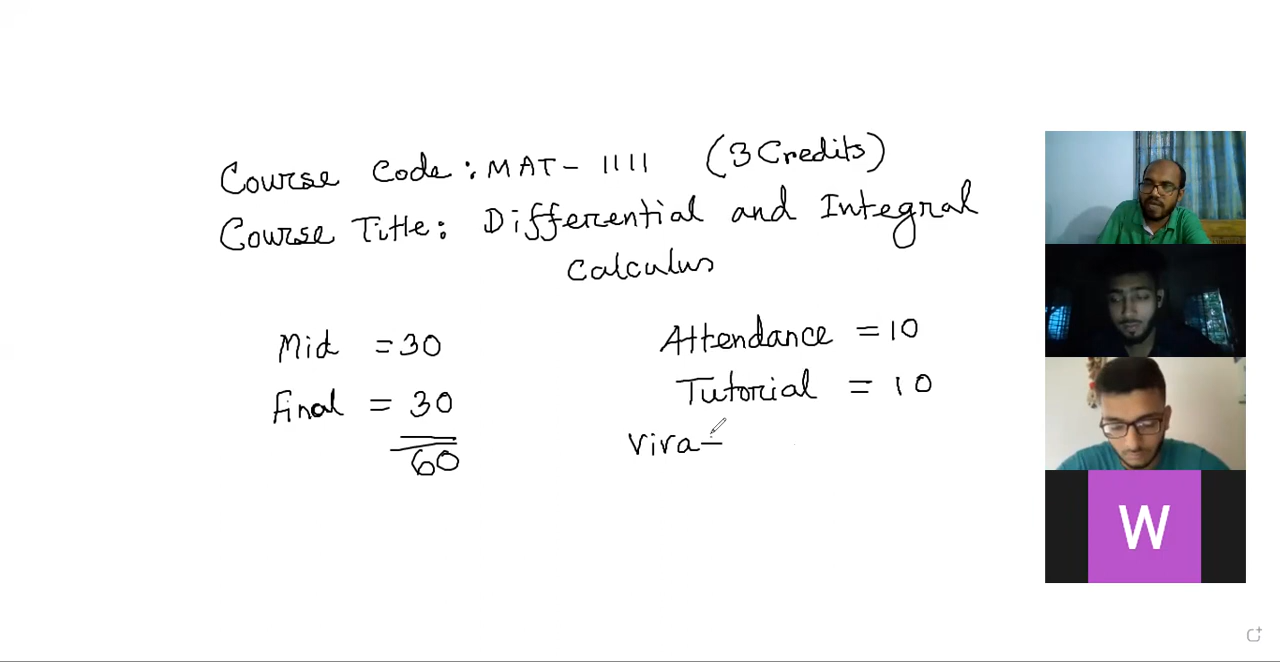 Course Code: MAT- 1111 (3 Credits)
Course Title: Differential and Integral
Calculus
Mid = 30
Final = 30
60
Attendance = 10
Tutorial = 10
Viva=
W